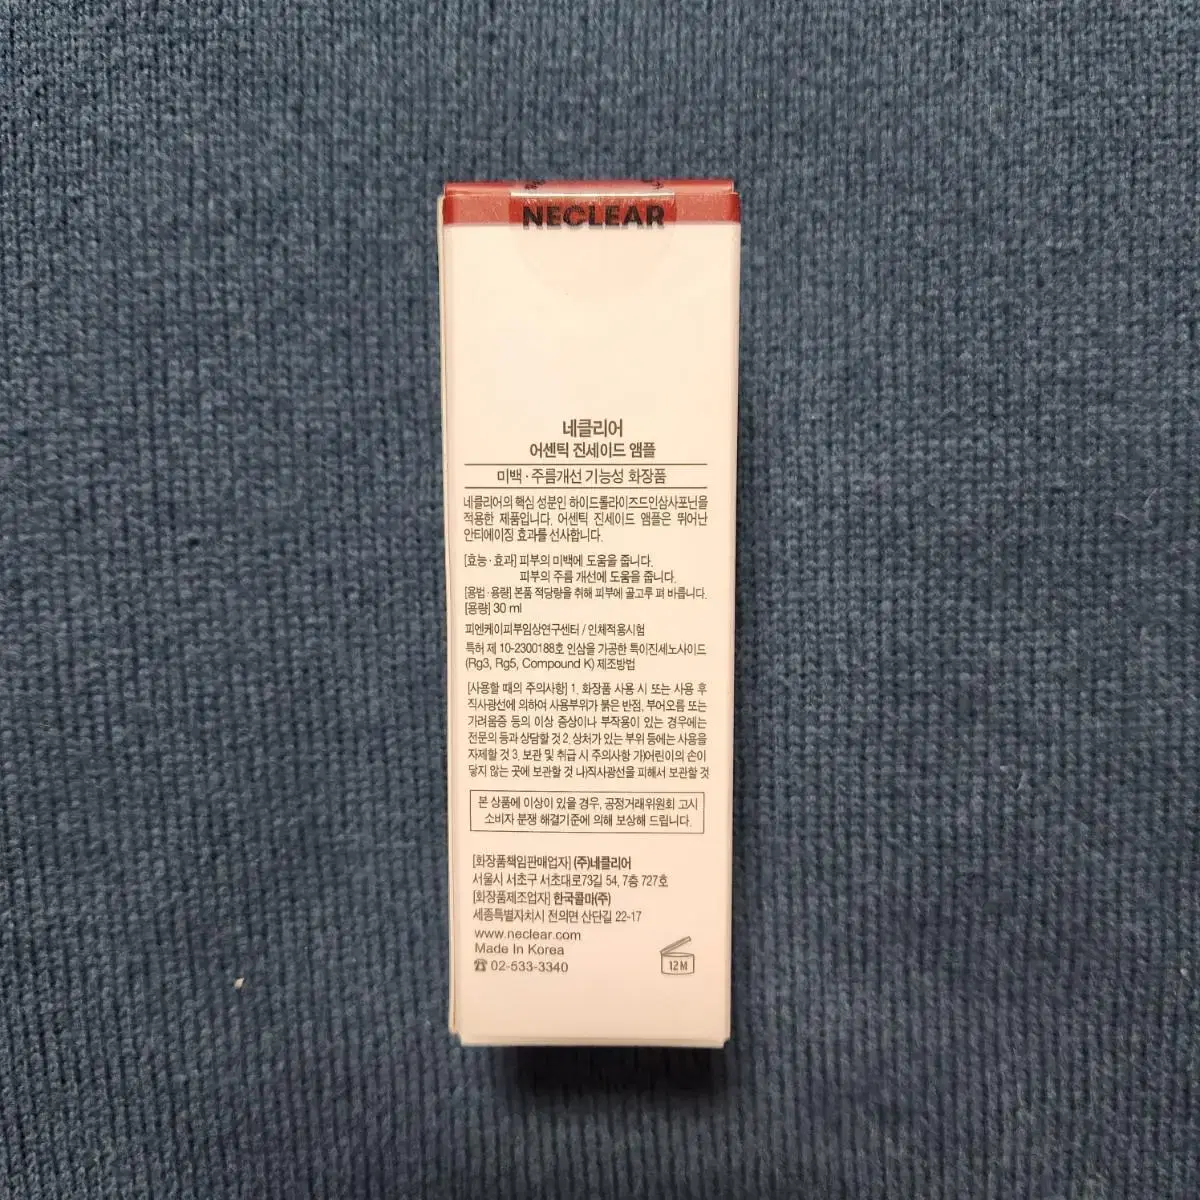 NECLEAR
네클리어
어센틱 진세이드 앰플
미백·주름개선 기능성 화장품
네클리어의 핵심 성분인 하이드롤라이즈드인삼사포닌을
적용한 제품입니다. 어센틱 진세이드 앰플은 뛰어난
안티에이징 효과를 선사합니다.
[효능·효과] 피부의 미백에 도움을 줍니다.
피부의 주름 개선에 도움을 줍니다.
[용법·용량] 본품 적당량을 취해 피부에 골고루 펴 바릅니다.
[용량] 30 ml
피엔케이피부임상연구센터 / 인체적용시험
특허 제 10-2300188호 인삼을 가공한 특이진세노사이드
(Rg3, Rg5, Compound K) 제조방법
[사용할 때의 주의사항] 1. 화장품 사용 시 또는 사용 후
직사광선에 의하여 사용부위가 붉은 반점, 부어오름 또는
가려움증 등의 이상 증상이나 부작용이 있는 경우에는
전문의 등과 상담할 것 2. 상처가 있는 부위 등에는 사용을
자제할 것 3. 보관 및 취급 시 주의사항 가)어린이의 손이
닿지 않는 곳에 보관할 것 나)직사광선을 피해서 보관할 것
본 상품에 이상이 있을 경우, 공정거래위원회 고시
소비자 분쟁 해결기준에 의해 보상해 드립니다.
[화장품책임판매업자] (주)네클리어
서울시 서초구 서초대로73길 54, 7층 727호
[화장품제조업자] 한국콜마(주)
세종특별자치시 전의면 산단길 22-17
www.neclear.com
Made In Korea
☎ 02-533-3340
12M